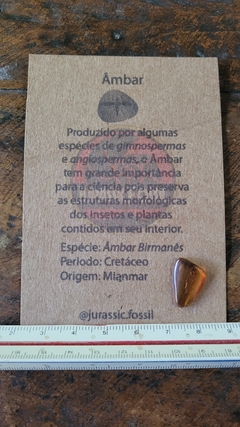 Âmbar
Produzido por algumas
espécies de gimnospermas
e angiospermas, o Âmbar
tem grande importância
para a ciência pois preserva
as estruturas morfológicas
dos insetos e plantas
contidos em seu interior.
Espécie: Âmbar Birmanês
Periodo: Cretáceo
Origem: Mianmar
@jurassic.fossil